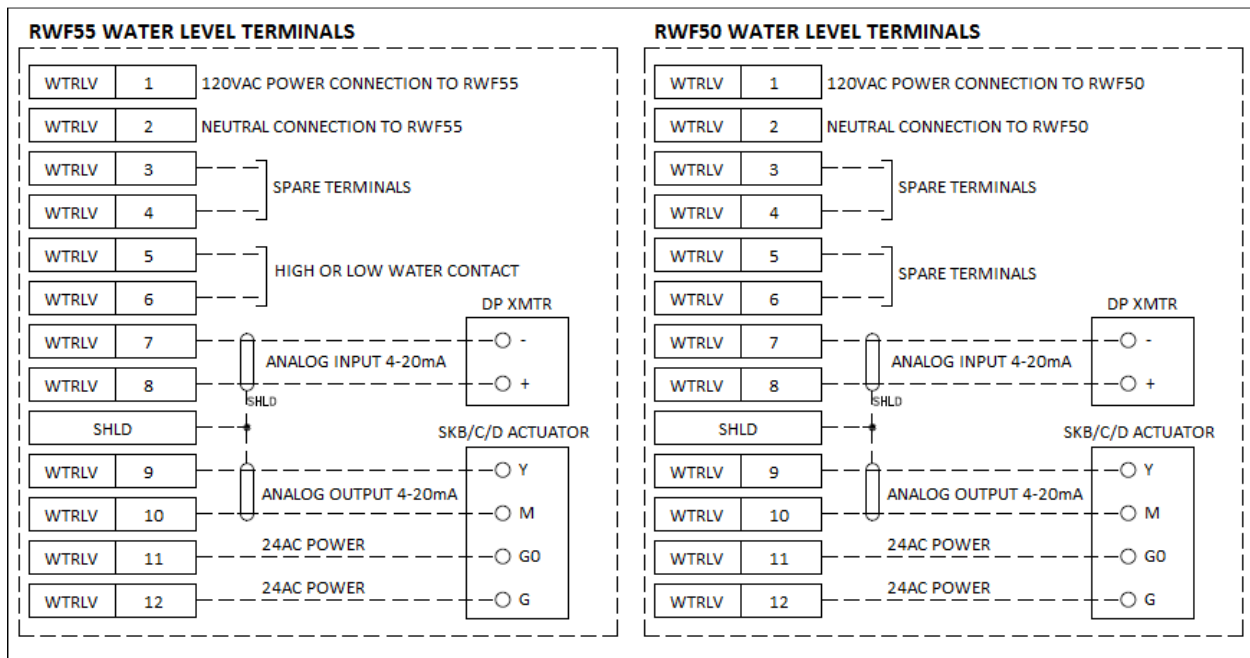 RWF55 WATER LEVEL TERMINALS
WTRLV 1 120VAC POWER CONNECTION TO RWF55
WTRLV 2 NEUTRAL CONNECTION TO RWF55
WTRLV 3
SPARE TERMINALS
WTRLV 4
WTRLV 5
HIGH OR LOW WATER CONTACT
WTRLV 6
DP XMTR
WTRLV 7 -
ANALOG INPUT 4-20mA
WTRLV 8 +
SHLD
SHLD
SKB/C/D ACTUATOR
WTRLV 9 Y
ANALOG OUTPUT 4-20mA
WTRLV 10 M
24AC POWER
WTRLV 11 G0
24AC POWER
WTRLV 12 G
RWF50 WATER LEVEL TERMINALS
WTRLV 1 120VAC POWER CONNECTION TO RWF50
WTRLV 2 NEUTRAL CONNECTION TO RWF50
WTRLV 3
SPARE TERMINALS
WTRLV 4
WTRLV 5
SPARE TERMINALS
WTRLV 6
DP XMTR
WTRLV 7 -
ANALOG INPUT 4-20mA
WTRLV 8 +
SHLD
SHLD
SKB/C/D ACTUATOR
WTRLV 9 Y
ANALOG OUTPUT 4-20mA
WTRLV 10 M
24AC POWER
WTRLV 11 G0
24AC POWER
WTRLV 12 G